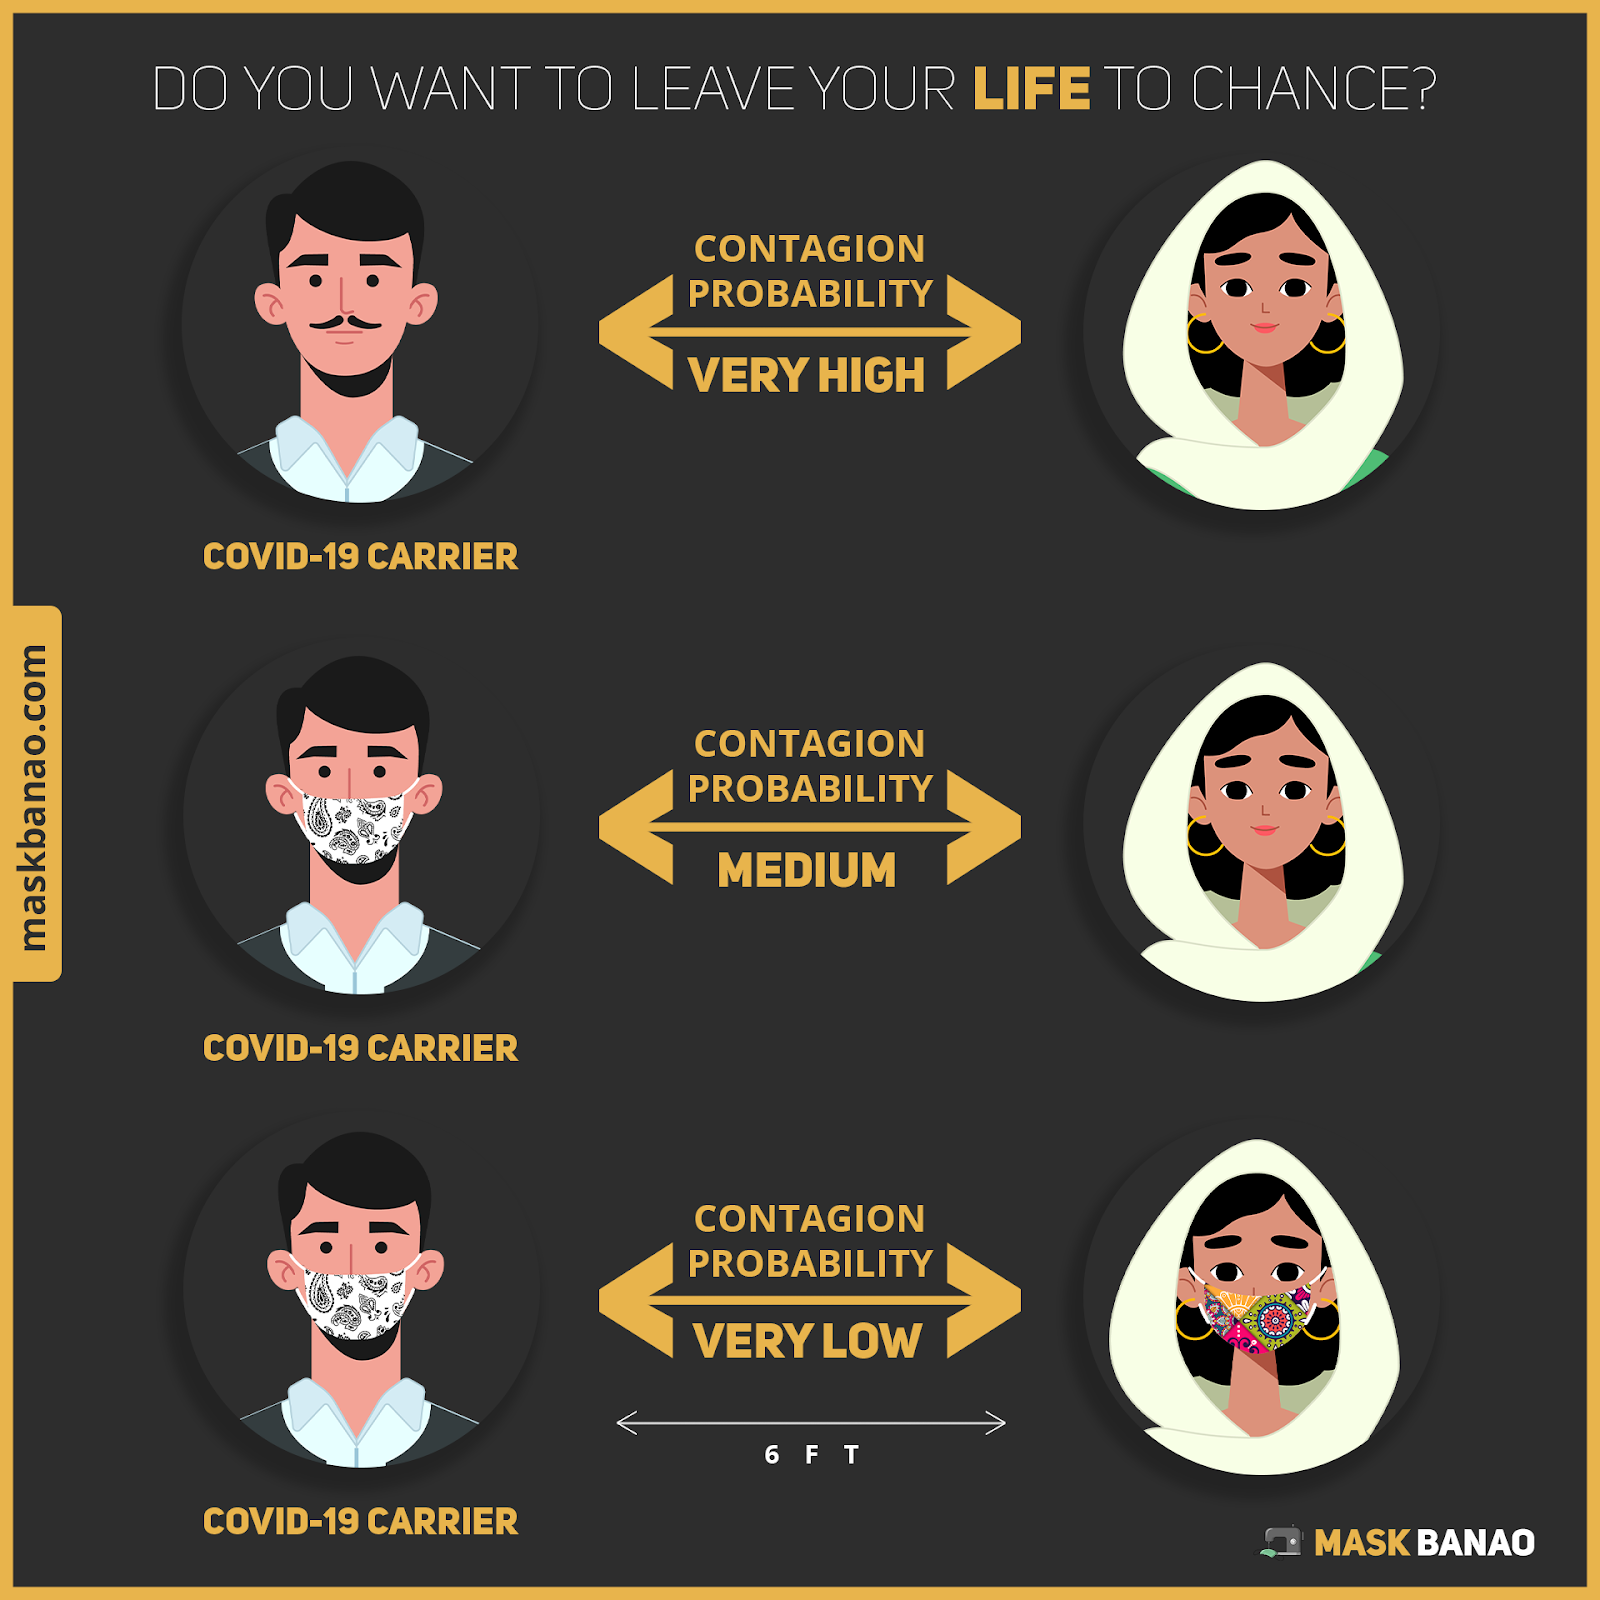 DO YOU WANT TO LEAVE YOUR LIFE TO CHANCE?
CONTAGION
PROBABILITY
VERY HIGH
COVID-19 CARRIER
maskbanao.com
CONTAGION
PROBABILITY
MEDIUM
COVID-19 CARRIER
CONTAGION
PROBABILITY
VERY LOW
6 FT
COVID-19 CARRIER
MASK BANAO